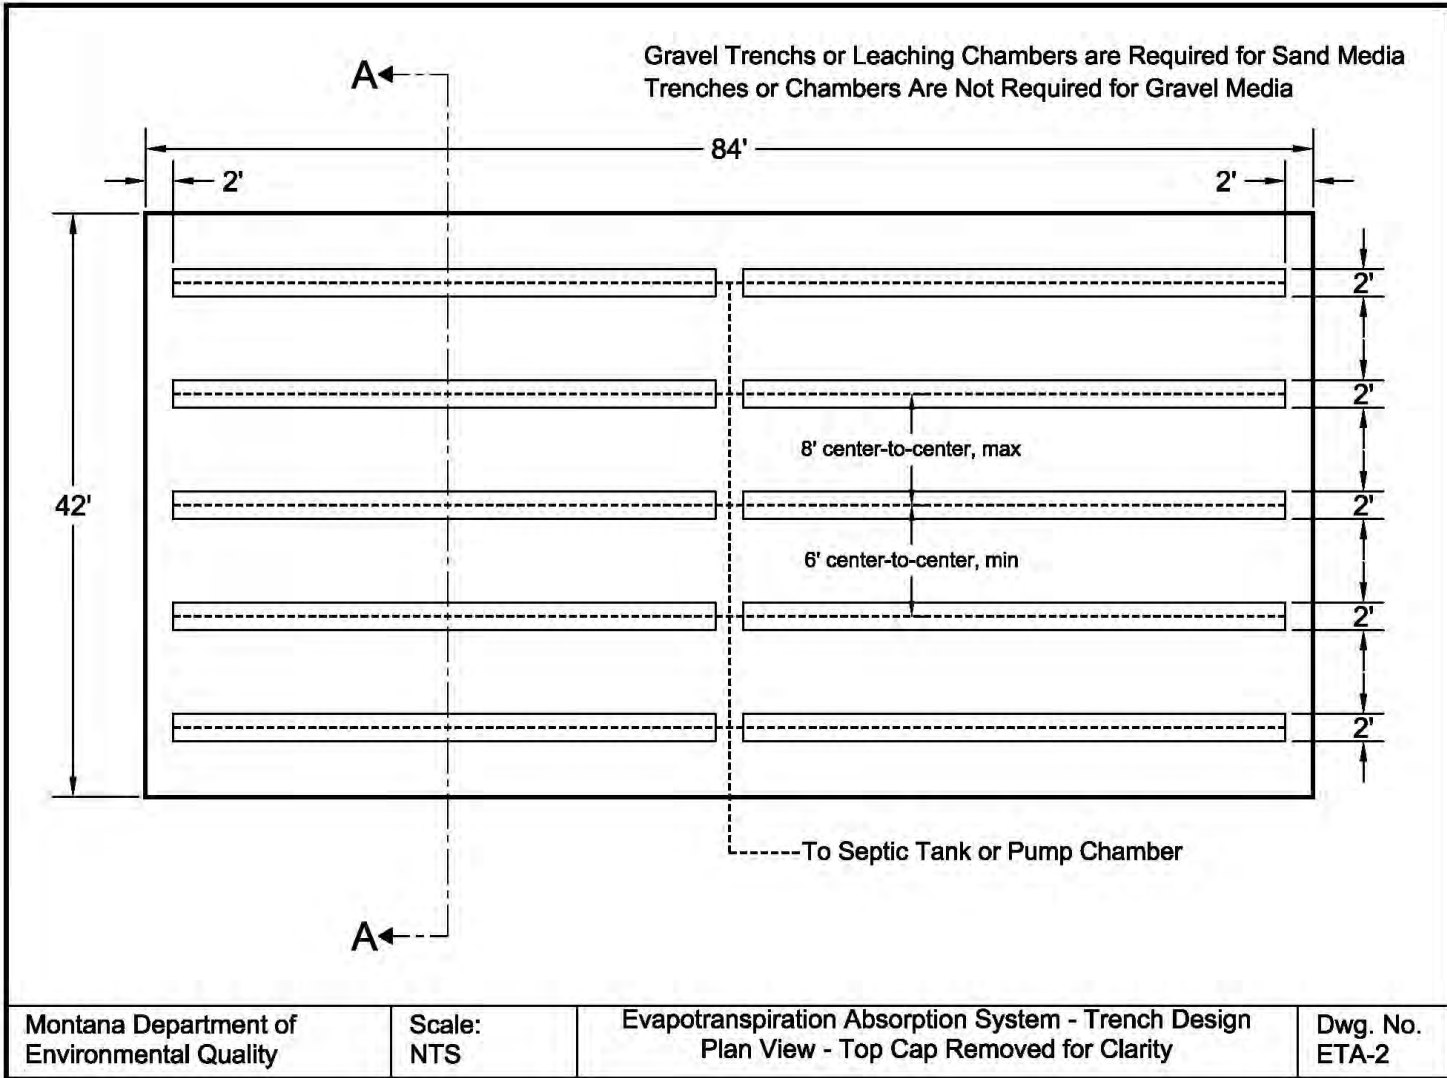 Gravel Trenchs or Leaching Chambers are Required for Sand Media
Trenches or Chambers Are Not Required for Gravel Media
A
84'
2'
2'
2'
2'
8' center-to-center, max
42'
2'
6' center-to-center, min
2'
2'
To Septic Tank or Pump Chamber
A
Montana Department of
Environmental Quality
Scale:
NTS
Evapotranspiration Absorption System - Trench Design
Plan View - Top Cap Removed for Clarity
Dwg. No.
ETA-2